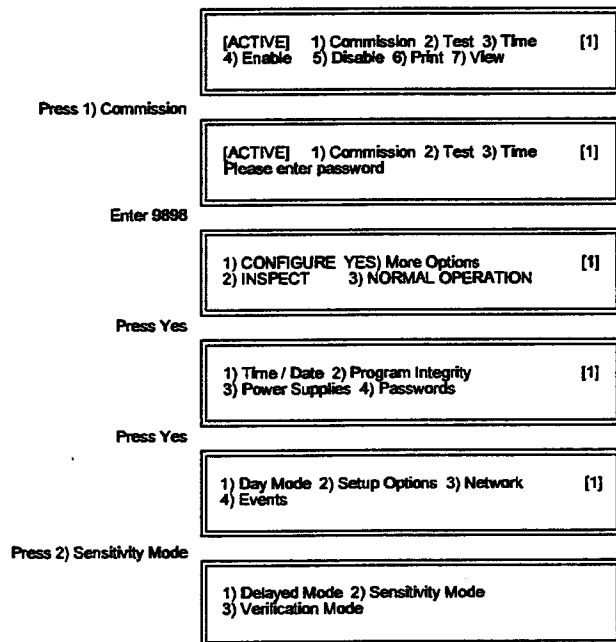 [ACTIVE] 1) Commission 2) Test 3) Time [1]
4) Enable 5) Disable 6) Print 7) View
Press 1) Commission
[ACTIVE] 1) Commission 2) Test 3) Time [1]
Please enter password
Enter 9898
1) CONFIGURE YES) More Options [1]
2) INSPECT 3) NORMAL OPERATION
Press Yes
1) Time / Date 2) Program Integrity [1]
3) Power Supplies 4) Passwords
Press Yes
1) Day Mode 2) Setup Options 3) Network [1]
4) Events
Press 2) Sensitivity Mode
1) Delayed Mode 2) Sensitivity Mode
3) Verification Mode